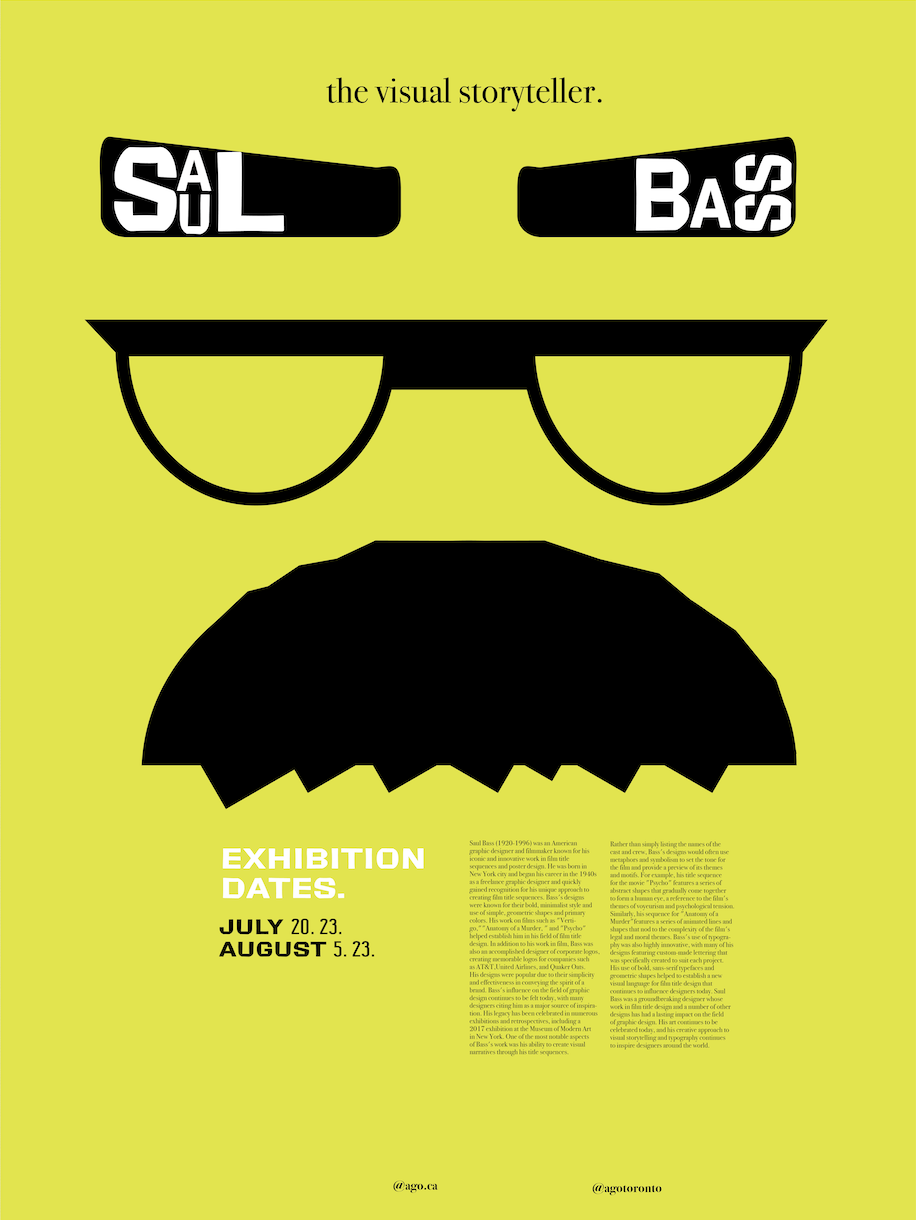 the visual storyteller.
SAUL
BASS
EXHIBITION
DATES.
JULY 20. 23.
AUGUST 5. 23.
Saul Bass (1920-1996) was an American
graphic designer and filmmaker known for his
iconic and innovative work in film title
sequences and poster design. He was born in
New York city and began his career in the 1940s
as a freelance graphic designer and quickly
gained recognition for his unique approach to
creating film title sequences. Bass's designs
were known for their bold, minimalist style and
use of simple, geometric shapes and primary
colors. His work on films such as "Verti-
go," "Anatomy of a Murder, " and "Psycho"
helped establish him in his field of film title
design. In addition to his work in film, Bass was
also an accomplished designer of corporate logos,
creating memorable logos for companies such
as AT&T,United Airlines, and Quaker Oats.
His designs were popular due to their simplicity
and effectiveness in conveying the spirit of a
brand. Bass's influence on the field of graphic
design continues to be felt today, with many
designers citing him as a major source of inspira-
tion. His legacy has been celebrated in numerous
exhibitions and retrospectives, including a
2017 exhibition at the Museum of Modern Art
in New York. One of the most notable aspects
of Bass's work was his ability to create visual
narratives through his title sequences.
Rather than simply listing the names of the
cast and crew, Bass's designs would often use
metaphors and symbolism to set the tone for
the film and provide a preview of its themes
and motifs. For example, his title sequence
for the movie "Psycho" features a series of
abstract shapes that gradually come together
to form a human eye, a reference to the film's
themes of voyeurism and psychological tension.
Similarly, his sequence for "Anatomy of a
Murder"features a series of animated lines and
shapes that nod to the complexity of the film's
legal and moral themes. Bass's use of typogra-
phy was also highly innovative, with many of his
designs featuring custom-made lettering that
was specifically created to suit each project.
His use of bold, sans-serif typefaces and
geometric shapes helped to establish a new
visual language for film title design that
continues to influence designers today. Saul
Bass was a groundbreaking designer whose
work in film title design and a number of other
designs has had a lasting impact on the field
of graphic design. His art continues to be
celebrated today, and his creative approach to
visual storytelling and typography continues
to inspire designers around the world.
@ago.ca
@agotoronto